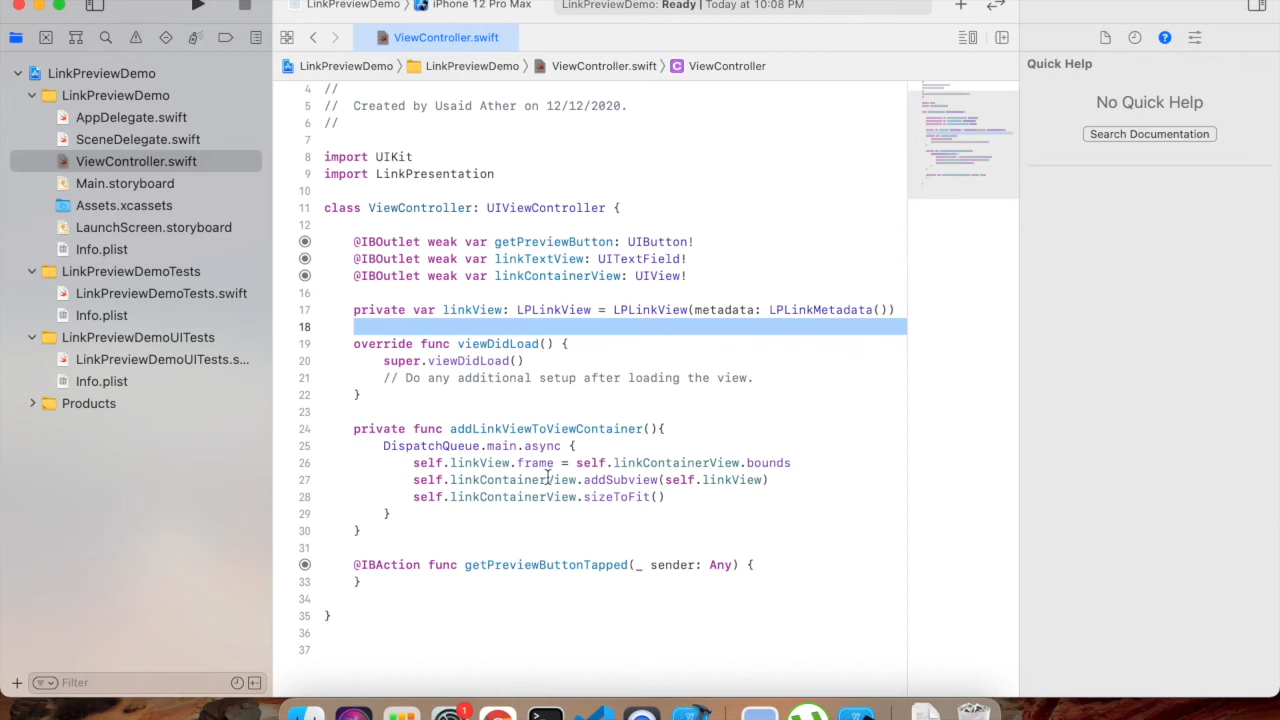 LinkPreviewDemo
iPhone 12 Pro Max
LinkPreviewDemo: Ready | Today at 10:08 PM
ViewController.swift
LinkPreviewDemo
LinkPreviewDemo
ViewController.swift
ViewController
LinkPreviewDemo
LinkPreviewDemo
AppDelegate.swift
SceneDelegate.swift
ViewController.swift
Main.storyboard
Assets.xcassets
LaunchScreen.storyboard
Info.plist
LinkPreviewDemoTests
LinkPreviewDemoTests.swift
Info.plist
LinkPreviewDemoUITests
LinkPreviewDemoUITests.s...
Info.plist
Products
Filter
4 //
5 // Created by Usaid Ather on 12/12/2020.
6 //
7
8 import UIKit
9 import LinkPresentation
10
11 class ViewController: UIViewController {
12
@IBOutlet weak var getPreviewButton: UIButton!
@IBOutlet weak var linkTextView: UITextField!
@IBOutlet weak var linkContainerView: UIView!
16
17 private var linkView: LPLinkView = LPLinkView(metadata: LPLinkMetadata())
18
19 override func viewDidLoad() {
20 super.viewDidLoad()
21 // Do any additional setup after loading the view.
22 }
23
24 private func addLinkViewToViewContainer(){
25 DispatchQueue.main.async {
26 self.linkView.frame = self.linkContainerView.bounds
27 self.linkContainerView.addSubview(self.linkView)
28 self.linkContainerView.sizeToFit()
29 }
30 }
31
@IBAction func getPreviewButtonTapped(_ sender: Any) {
33 }
34
35 }
36
37
Quick Help
No Quick Help
Search Documentation
1